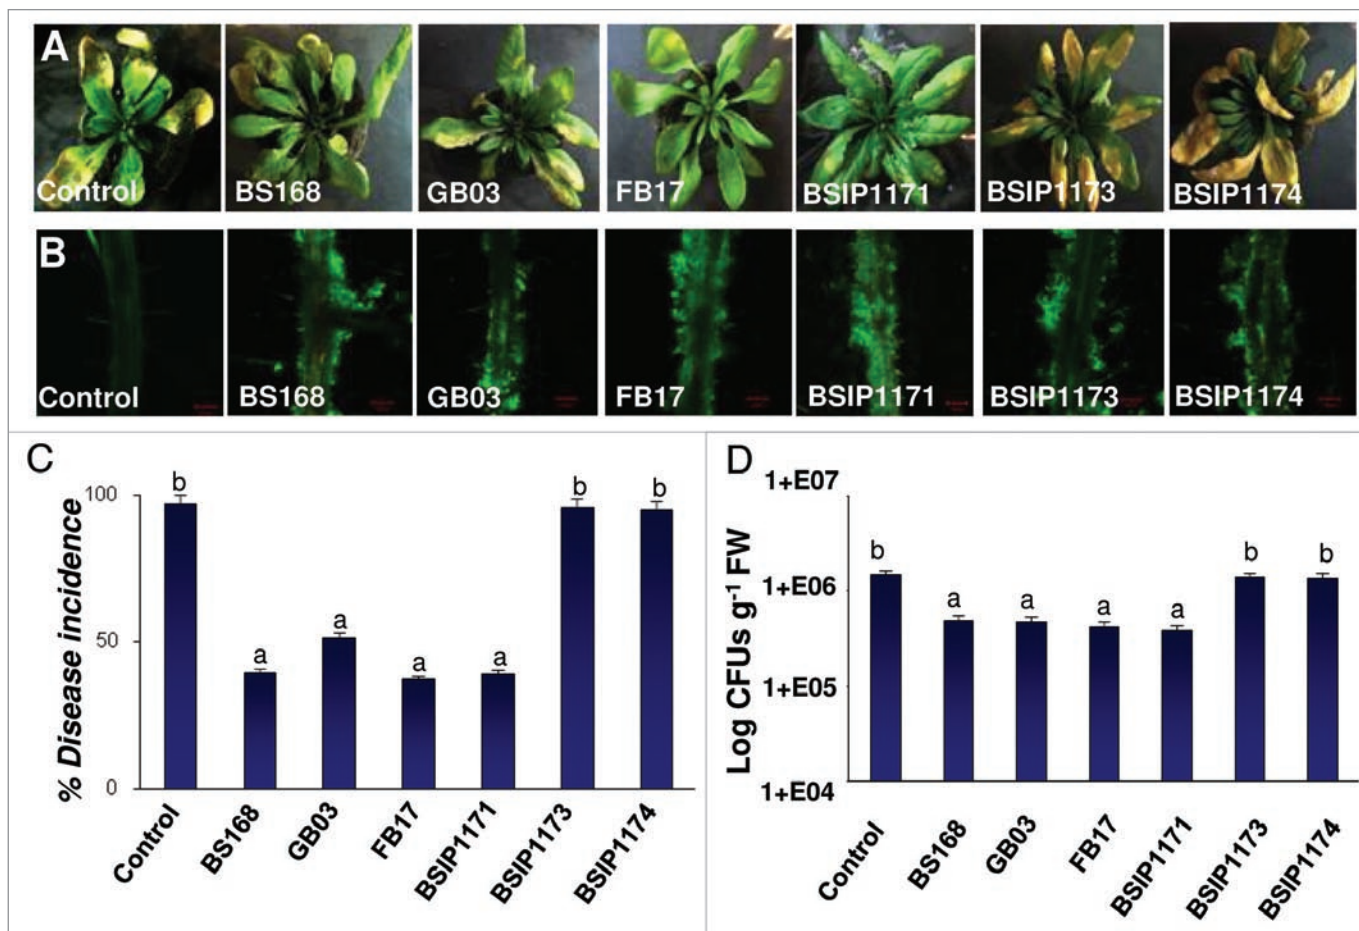 A
Control
BS168
GB03
FB17
BSIP1171
BSIP1173
BSIP1174
B
Control
BS168
GB03
FB17
BSIP1171
BSIP1173
BSIP1174
C
% Disease incidence
100
50
0
b
a
a
a
a
b
b
Control
BS168
GB03
FB17
BSIP1171
BSIP1173
BSIP1174
D
Log CFUs g⁻¹ FW
1+E07
1+E06
1+E05
1+E04
b
a
a
a
a
b
b
Control
BS168
GB03
FB17
BSIP1171
BSIP1173
BSIP1174